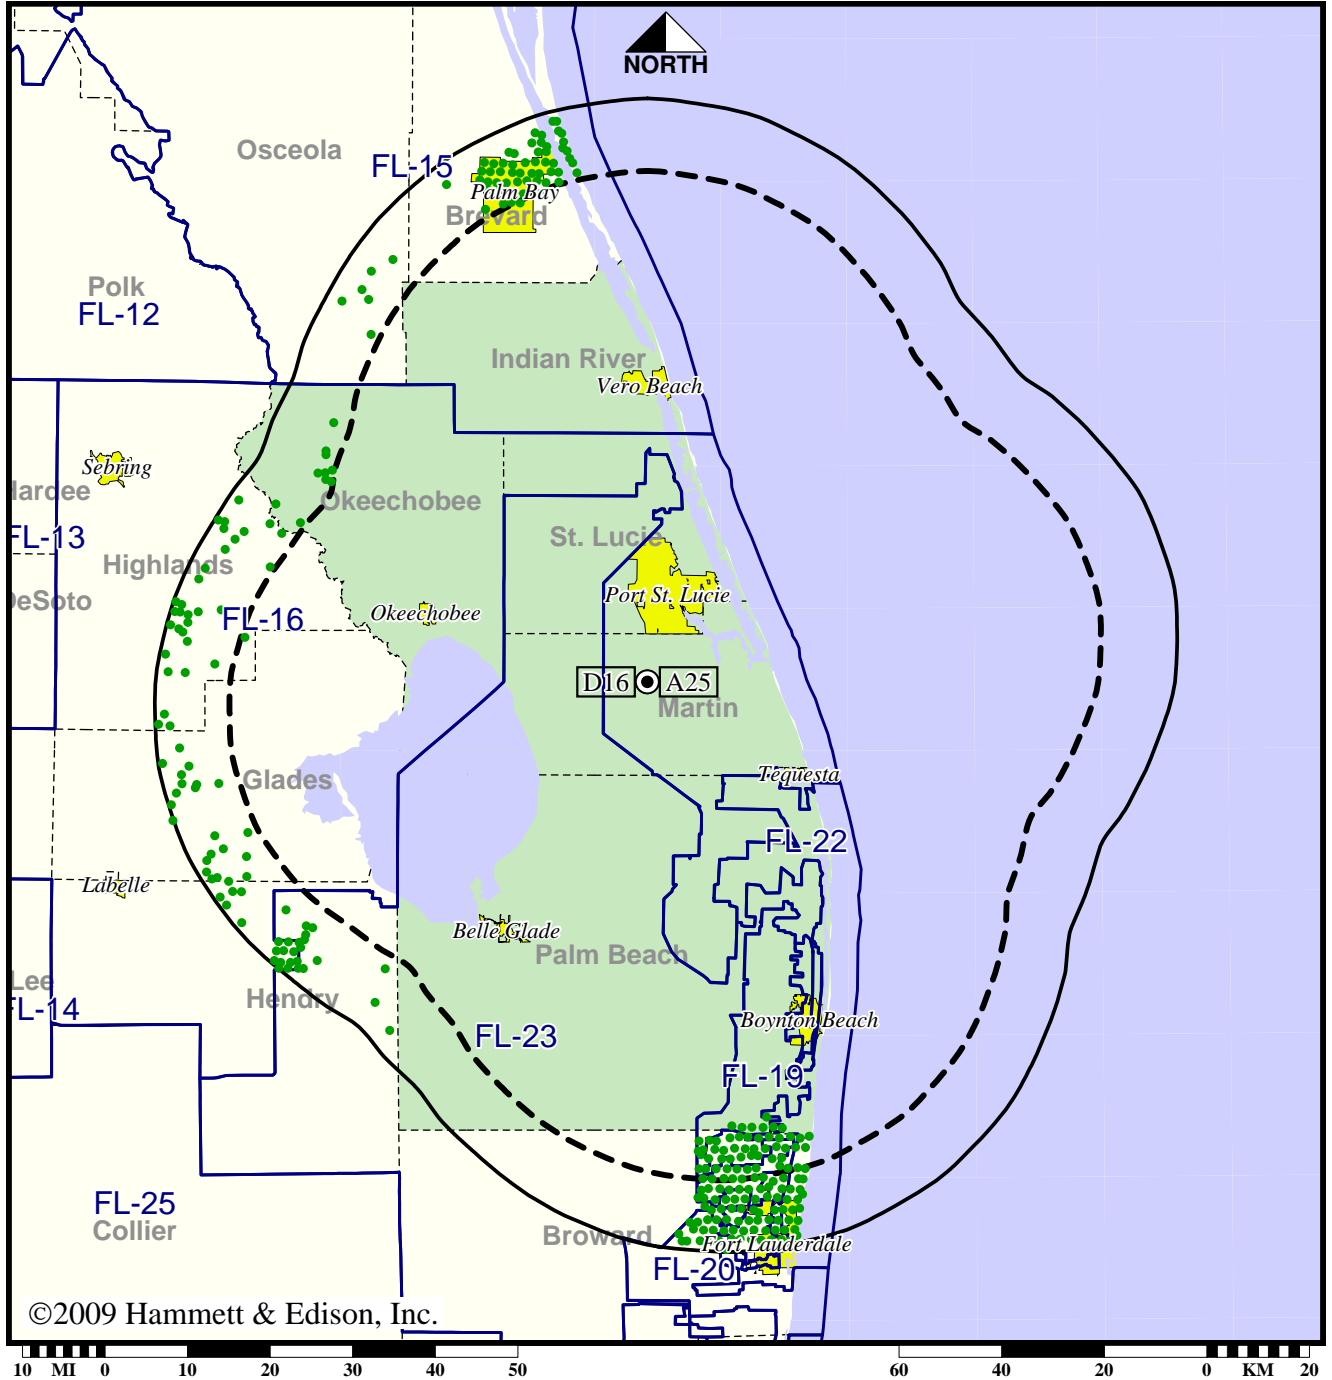 NORTH
Osceola
FL-15
Palm Bay
Brevard
Polk
FL-12
Indian River
Vero Beach
Sebring
Hardee
Okeechobee
FL-13
St. Lucie
Highlands
DeSoto
Port St. Lucie
Okeechobee
FL-16
D16 A25
Martin
Tequesta
Glades
FL-22
Labelle
Belle Glade
Palm Beach
Lee
FL-14
Hendry
Boynton Beach
FL-23
FL-19
FL-25
Collier
Broward
Fort Lauderdale
FL-20
©2009 Hammett & Edison, Inc.
10 MI 0 10 20 30 40 50 60 40 20 0 KM 20